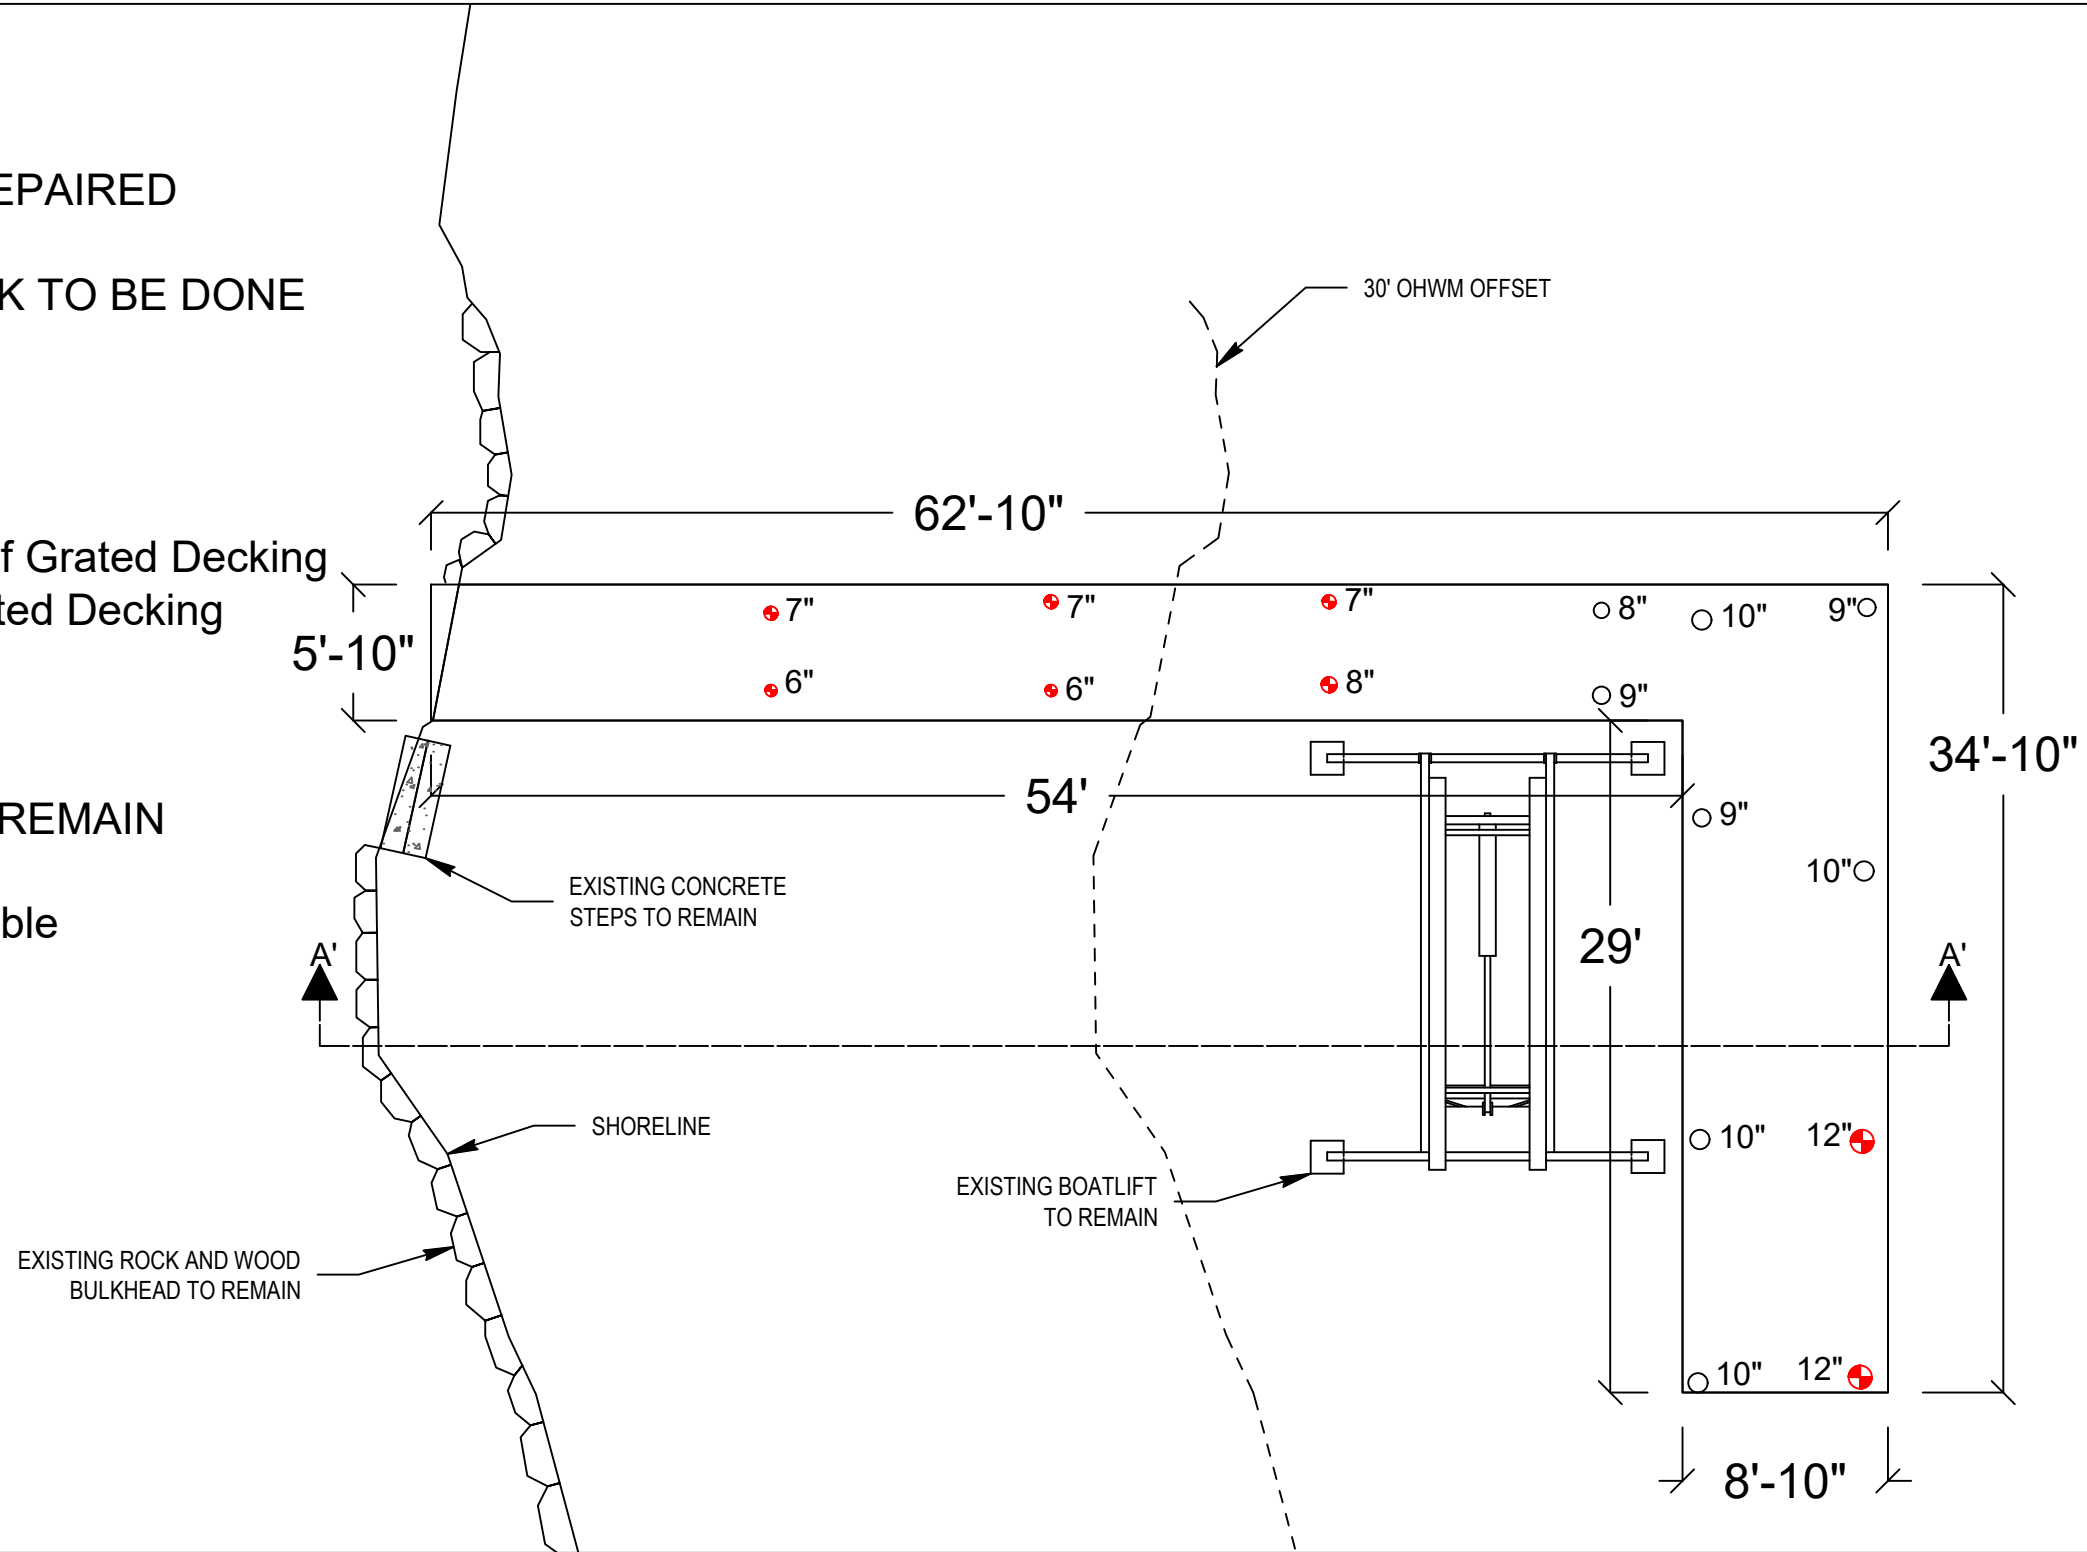 EPAIRED
K TO BE DONE
30' OHWM OFFSET
62'-10"
f Grated Decking
ted Decking
5'-10"
7"
7"
7"
8"
10"
9"
6"
6"
8"
9"
34'-10"
54'
9"
REMAIN
10"
EXISTING CONCRETE
STEPS TO REMAIN
ble
29'
A'
A'
SHORELINE
10"
12"
EXISTING BOATLIFT
TO REMAIN
EXISTING ROCK AND WOOD
BULKHEAD TO REMAIN
10"
12"
8'-10"